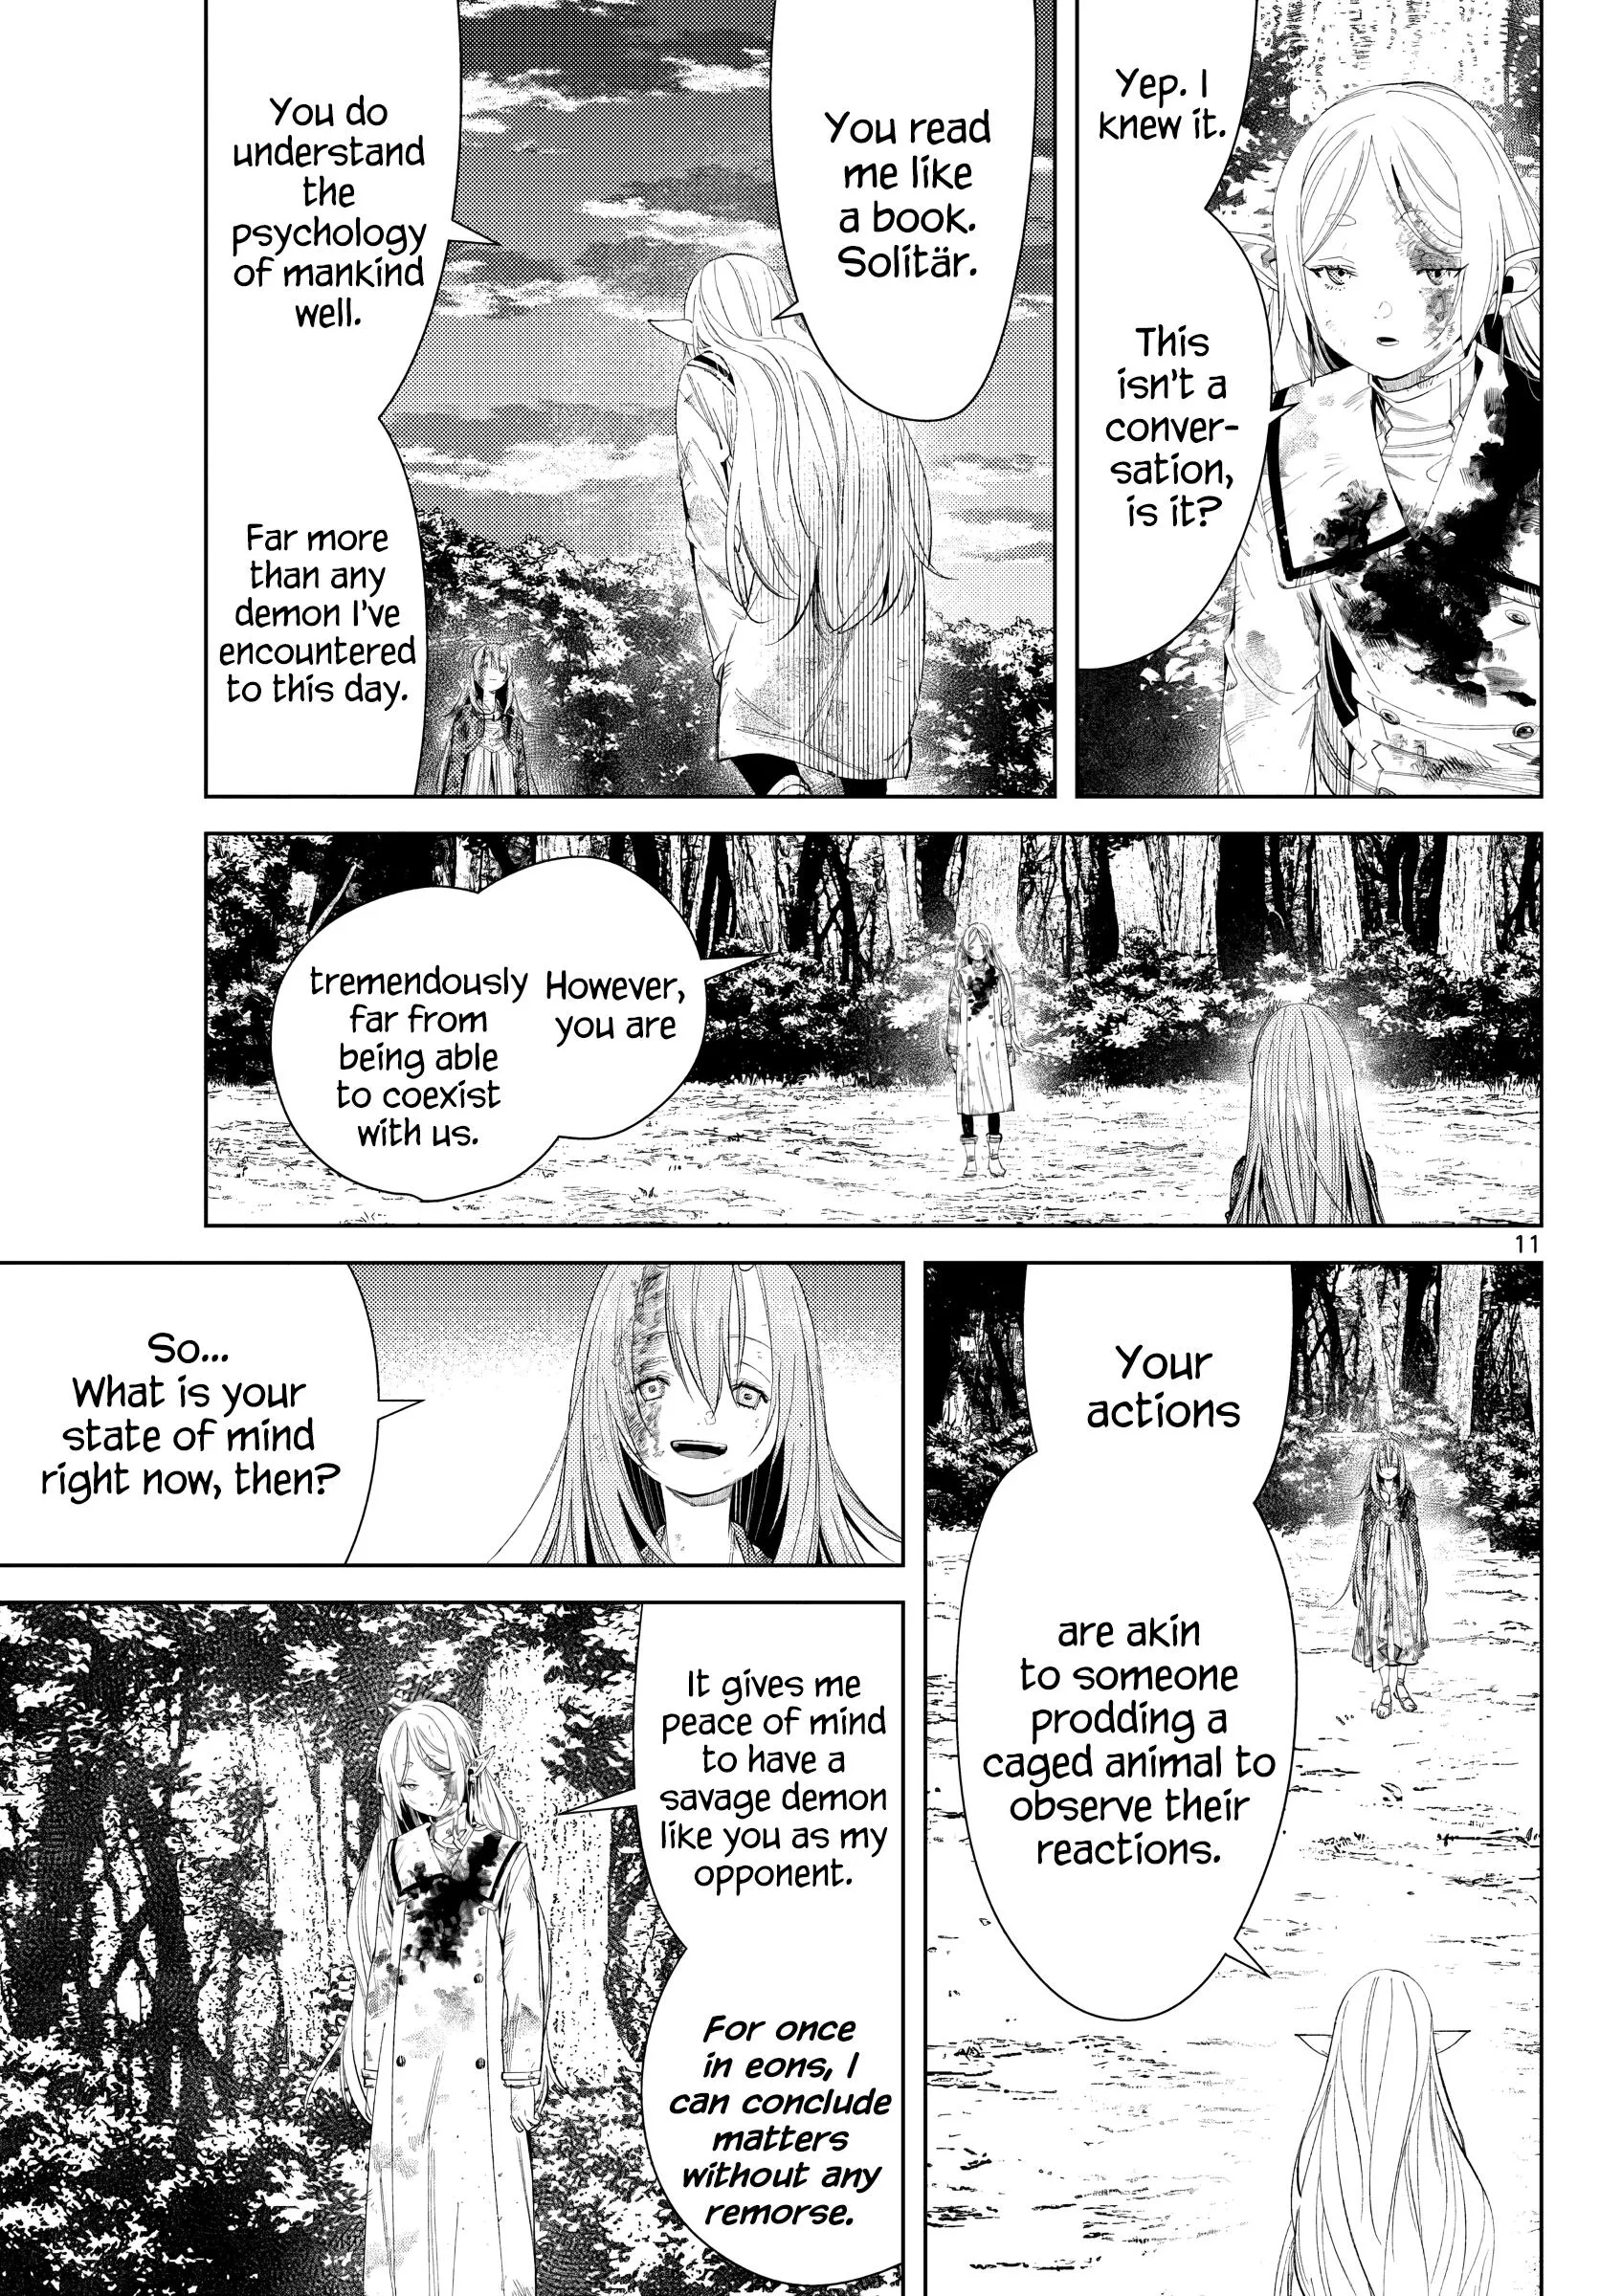 Yep. I
knew it.
This
isn't a
conver-
sation,
is it?
You read
me like
a book.
Solitär.
You do
understand
the
psychology
of mankind
well.
Far more
than any
demon I've
encountered
to this day.
However,
you are
tremendously
far from
being able
to coexist
with us.
11
Your
actions
are akin
to someone
prodding a
caged animal to
observe their
reactions.
So...
What is your
state of mind
right now, then?
It gives me
peace of mind
to have a
savage demon
like you as my
opponent.
For once
in eons, I
can conclude
matters
without any
remorse.